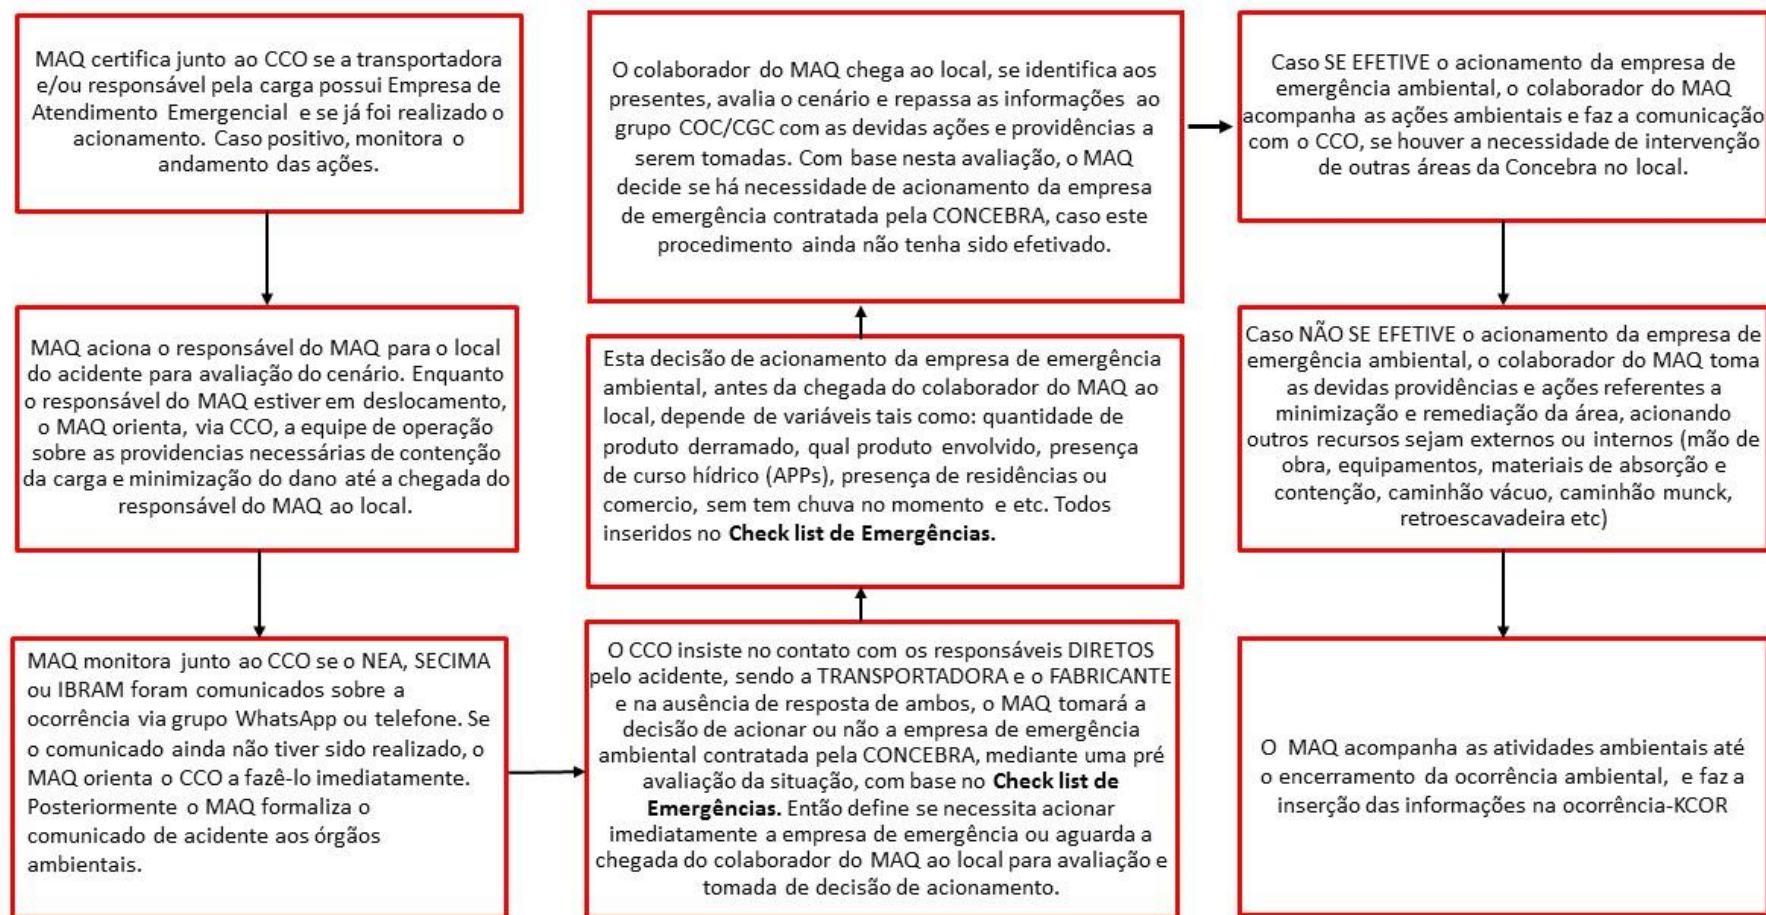 MAQ certifica junto ao CCO se a transportadora
e/ou responsável pela carga possui Empresa de
Atendimento Emergencial e se já foi realizado o
acionamento. Caso positivo, monitora o
andamento das ações.
MAQ aciona o responsável do MAQ para o local
do acidente para avaliação do cenário. Enquanto
o responsável do MAQ estiver em deslocamento,
o MAQ orienta, via CCO, a equipe de operação
sobre as providencias necessárias de contenção
da carga e minimização do dano até a chegada do
responsável do MAQ ao local.
MAQ monitora junto ao CCO se o NEA, SECIMA
ou IBRAM foram comunicados sobre a
ocorrência via grupo WhatsApp ou telefone. Se
o comunicado ainda não tiver sido realizado, o
MAQ orienta o CCO a fazê-lo imediatamente.
Posteriormente o MAQ formaliza o
comunicado de acidente aos órgãos
ambientais.
O CCO insiste no contato com os responsáveis DIRETOS
pelo acidente, sendo a TRANSPORTADORA e o FABRICANTE
e na ausência de resposta de ambos, o MAQ tomará a
decisão de acionar ou não a empresa de emergência
ambiental contratada pela CONCEBRA, mediante uma pré
avaliação da situação, com base no Check list de
Emergências. Então define se necessita acionar
imediatamente a empresa de emergência ou aguarda a
chegada do colaborador do MAQ ao local para avaliação e
tomada de decisão de acionamento.
Esta decisão de acionamento da empresa de emergência
ambiental, antes da chegada do colaborador do MAQ ao
local, depende de variáveis tais como: quantidade de
produto derramado, qual produto envolvido, presença
de curso hídrico (APPs), presença de residências ou
comercio, sem tem chuva no momento e etc. Todos
inseridos no Check list de Emergências.
O colaborador do MAQ chega ao local, se identifica aos
presentes, avalia o cenário e repassa as informações ao
grupo COC/CGC com as devidas ações e providências a
serem tomadas. Com base nesta avaliação, o MAQ
decide se há necessidade de acionamento da empresa
de emergência contratada pela CONCEBRA, caso este
procedimento ainda não tenha sido efetivado.
Caso SE EFETIVE o acionamento da empresa de
emergência ambiental, o colaborador do MAQ
acompanha as ações ambientais e faz a comunicação
com o CCO, se houver a necessidade de intervenção
de outras áreas da Concebra no local.
Caso NÃO SE EFETIVE o acionamento da empresa de
emergência ambiental, o colaborador do MAQ toma
as devidas providências e ações referentes a
minimização e remediação da área, acionando
outros recursos sejam externos ou internos (mão de
obra, equipamentos, materiais de absorção e
contenção, caminhão vácuo, caminhão munck,
retroescavadeira etc)
O MAQ acompanha as atividades ambientais até
o encerramento da ocorrência ambiental, e faz a
inserção das informações na ocorrência-KCOR